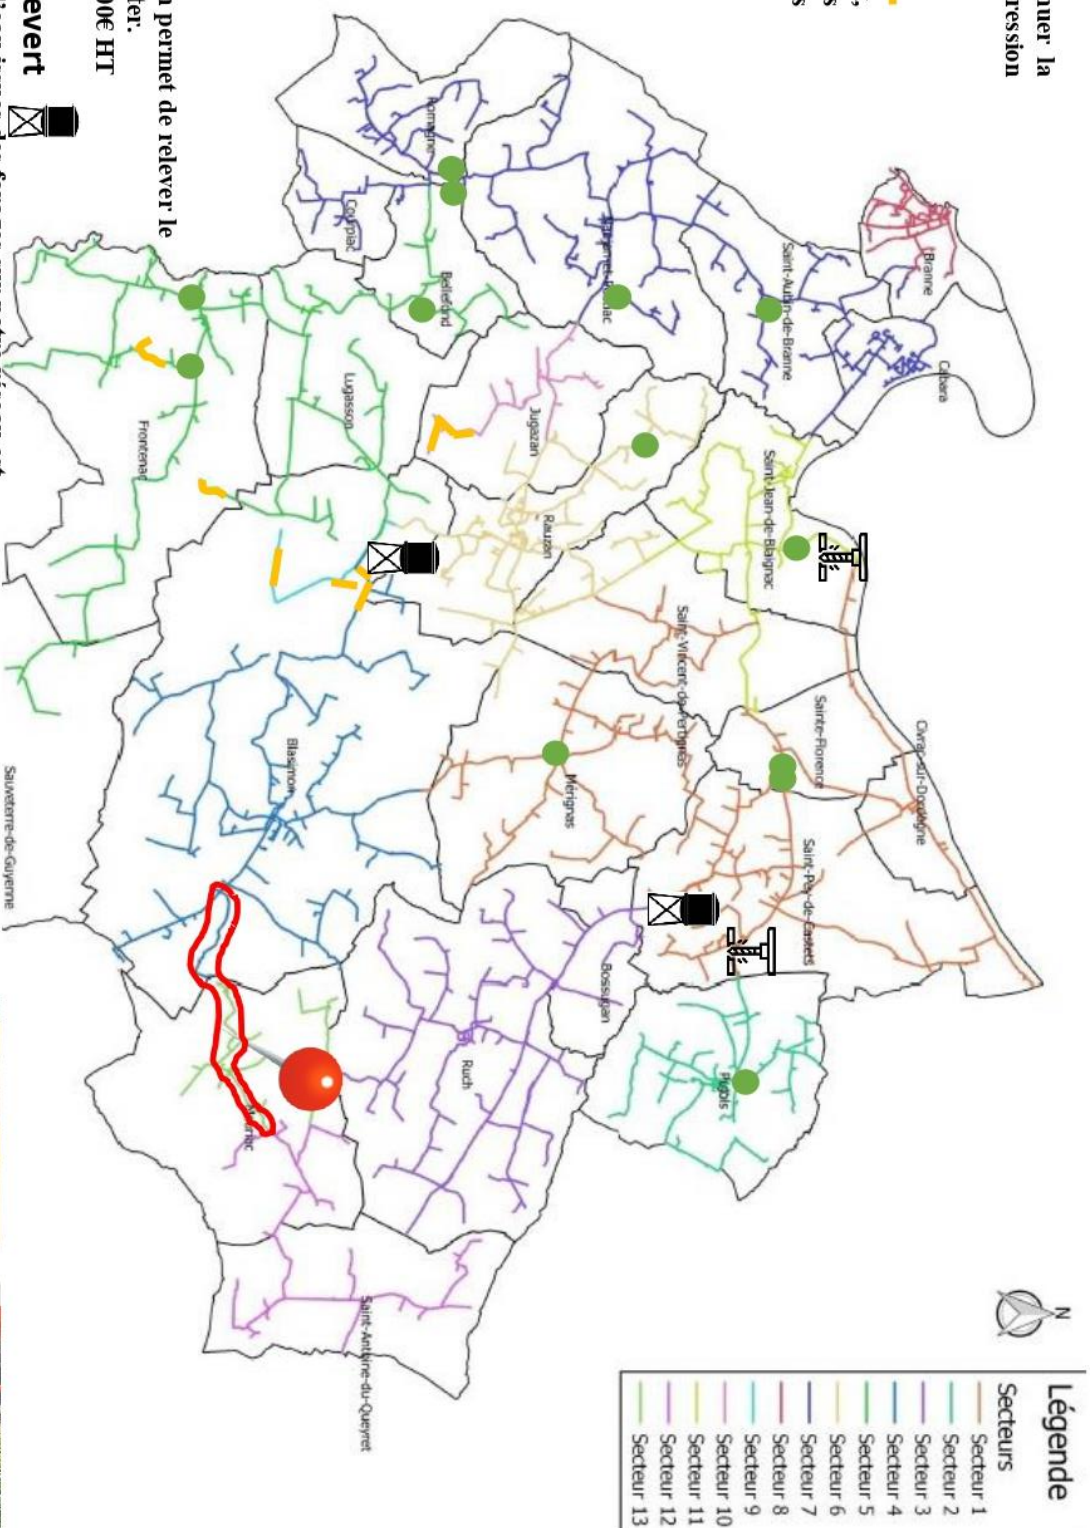 nuer la
ression
n permet de relever le
ter.
00€ HT
evert
Légende
Secteurs
Secteur 1
Secteur 2
Secteur 3
Secteur 4
Secteur 5
Secteur 6
Secteur 7
Secteur 8
Secteur 9
Secteur 10
Secteur 11
Secteur 12
Secteur 13
N
Branne
Cabara
Saint-Aubin-de-Branne
Romagne
Courpiac
Bellefond
Lugasson
Frontenac
Jugazan
Rauzan
Saint-Jean-de-Blaignac
Saint-Vincent-de-Pertignas
Sainte-Florence
Civrac-sur-Dordogne
Mérignas
Saint-Pey-de-Castets
Blasimon
Bossugan
Pujols
Ruch
Saint-Antoine-du-Queyret
Sauveterre-de-Guyenne